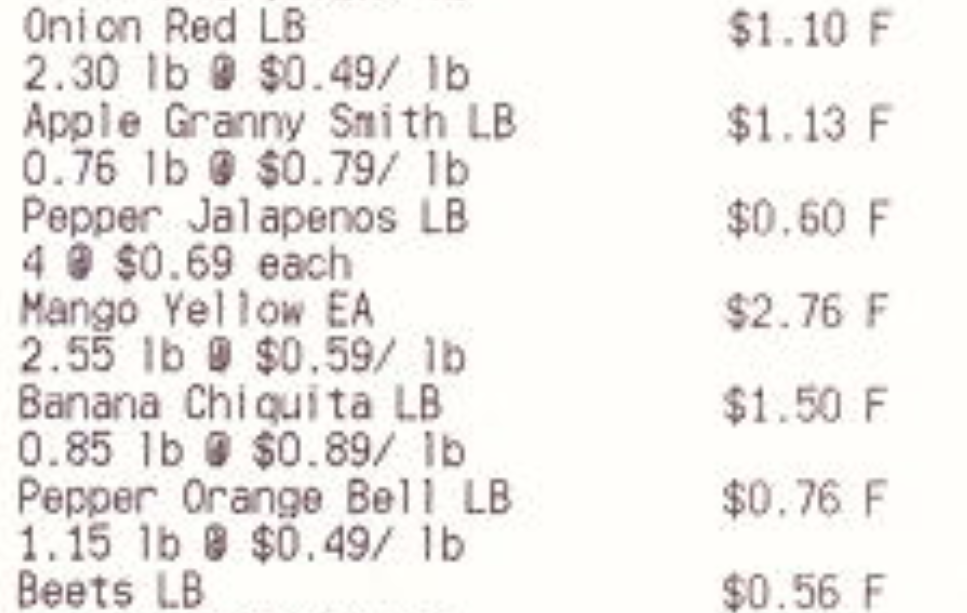 Onion Red LB $1.10 F
2.30 lb @ $0.49/ lb
Apple Granny Smith LB $1.13 F
0.76 lb @ $0.79/ lb
Pepper Jalapenos LB $0.60 F
4 @ $0.69 each
Mango Yellow EA $2.76 F
2.55 lb @ $0.59/ lb
Banana Chiquita LB $1.50 F
0.85 lb @ $0.89/ lb
Pepper Orange Bell LB $0.76 F
1.15 lb @ $0.49/ lb
Beets LB $0.56 F